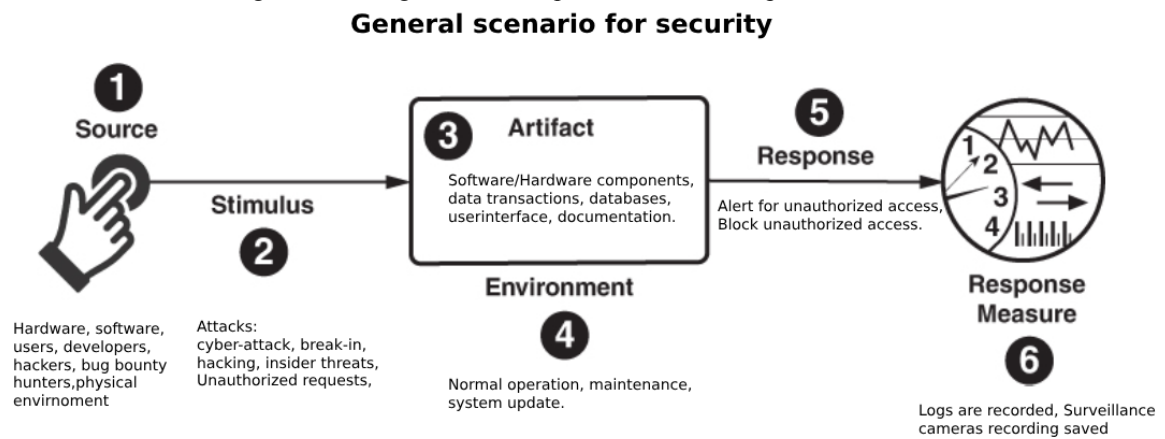 General scenario for security
1
Source
Stimulus
2
3
Artifact
Software/Hardware components,
data transactions, databases,
userinterface, documentation.
5
Response
Alert for unauthorized access,
Block unauthorized access.
1
2
3
4
Environment
4
Response
Measure
6
Hardware, software,
users, developers,
hackers, bug bounty
hunters,physical
envirnoment
Attacks:
cyber-attack, break-in,
hacking, insider threats,
Unauthorized requests,
Normal operation, maintenance,
system update.
Logs are recorded, Surveillance
cameras recording saved